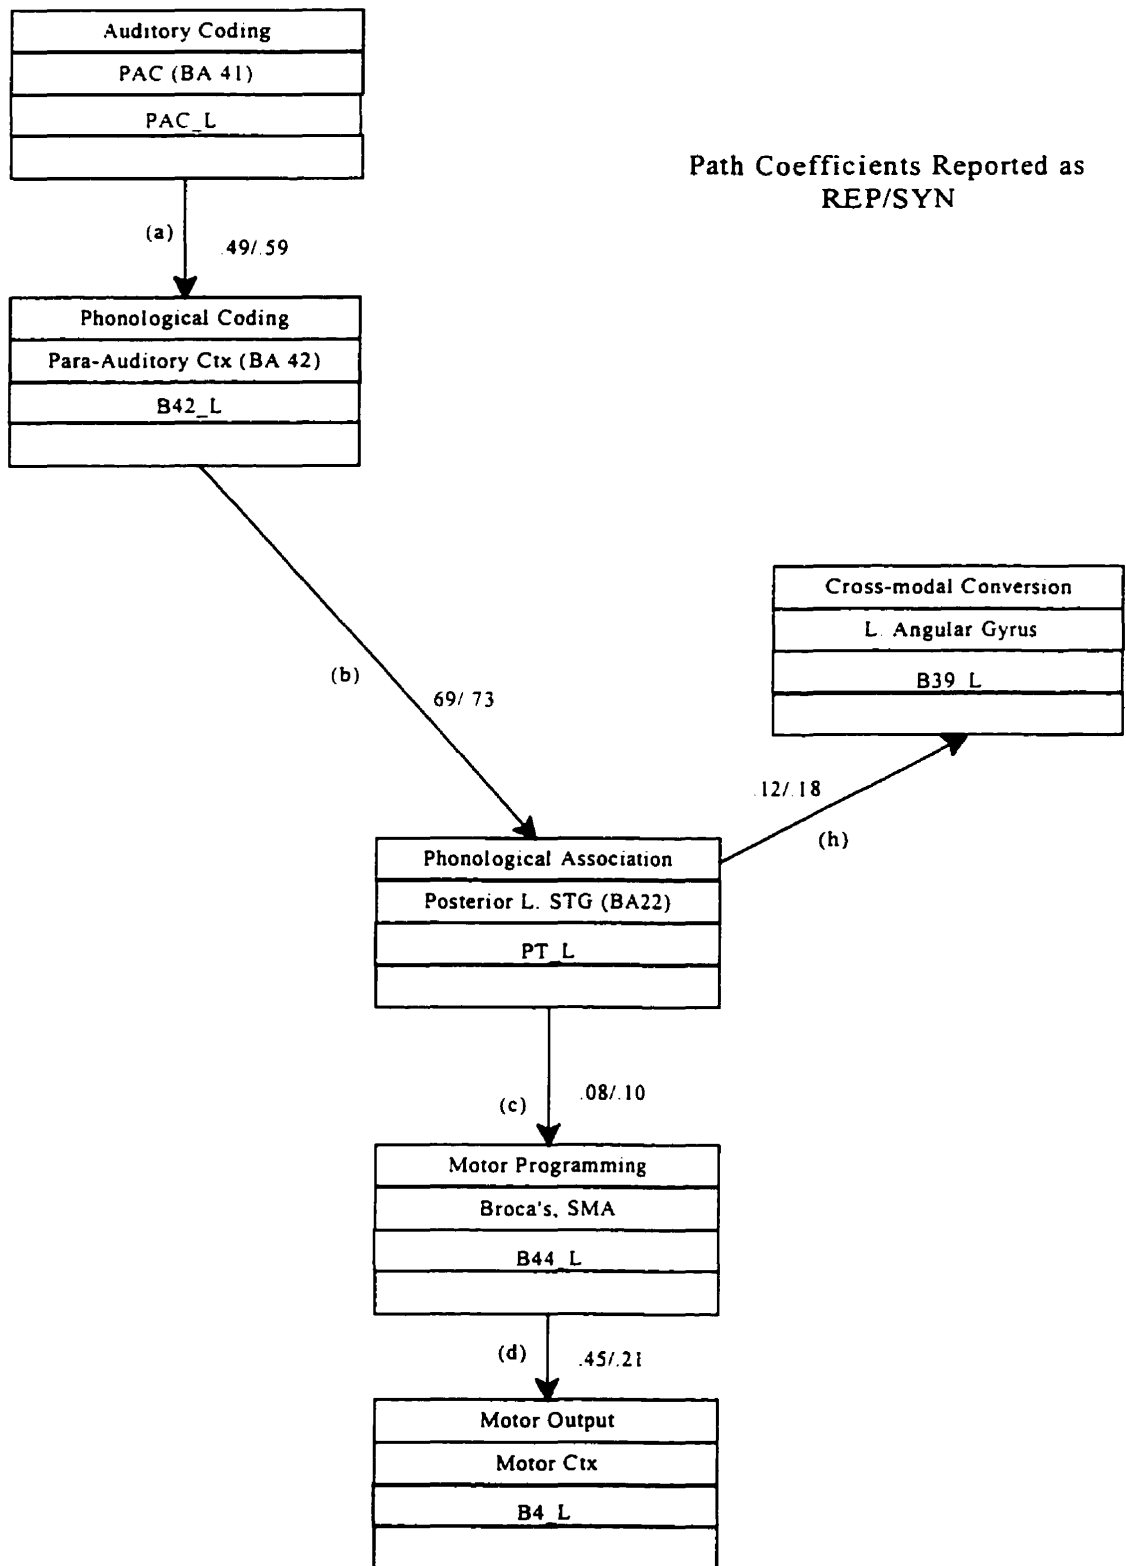 Auditory Coding
PAC (BA 41)
PAC_L
Path Coefficients Reported as
REP/SYN
(a)
.49/.59
Phonological Coding
Para-Auditory Ctx (BA 42)
B42_L
Cross-modal Conversion
L. Angular Gyrus
B39_L
(b)
69/ 73
.12/.18
(h)
Phonological Association
Posterior L. STG (BA22)
PT_L
(c)
.08/.10
Motor Programming
Broca's, SMA
B44_L
(d)
.45/.21
Motor Output
Motor Ctx
B4_L